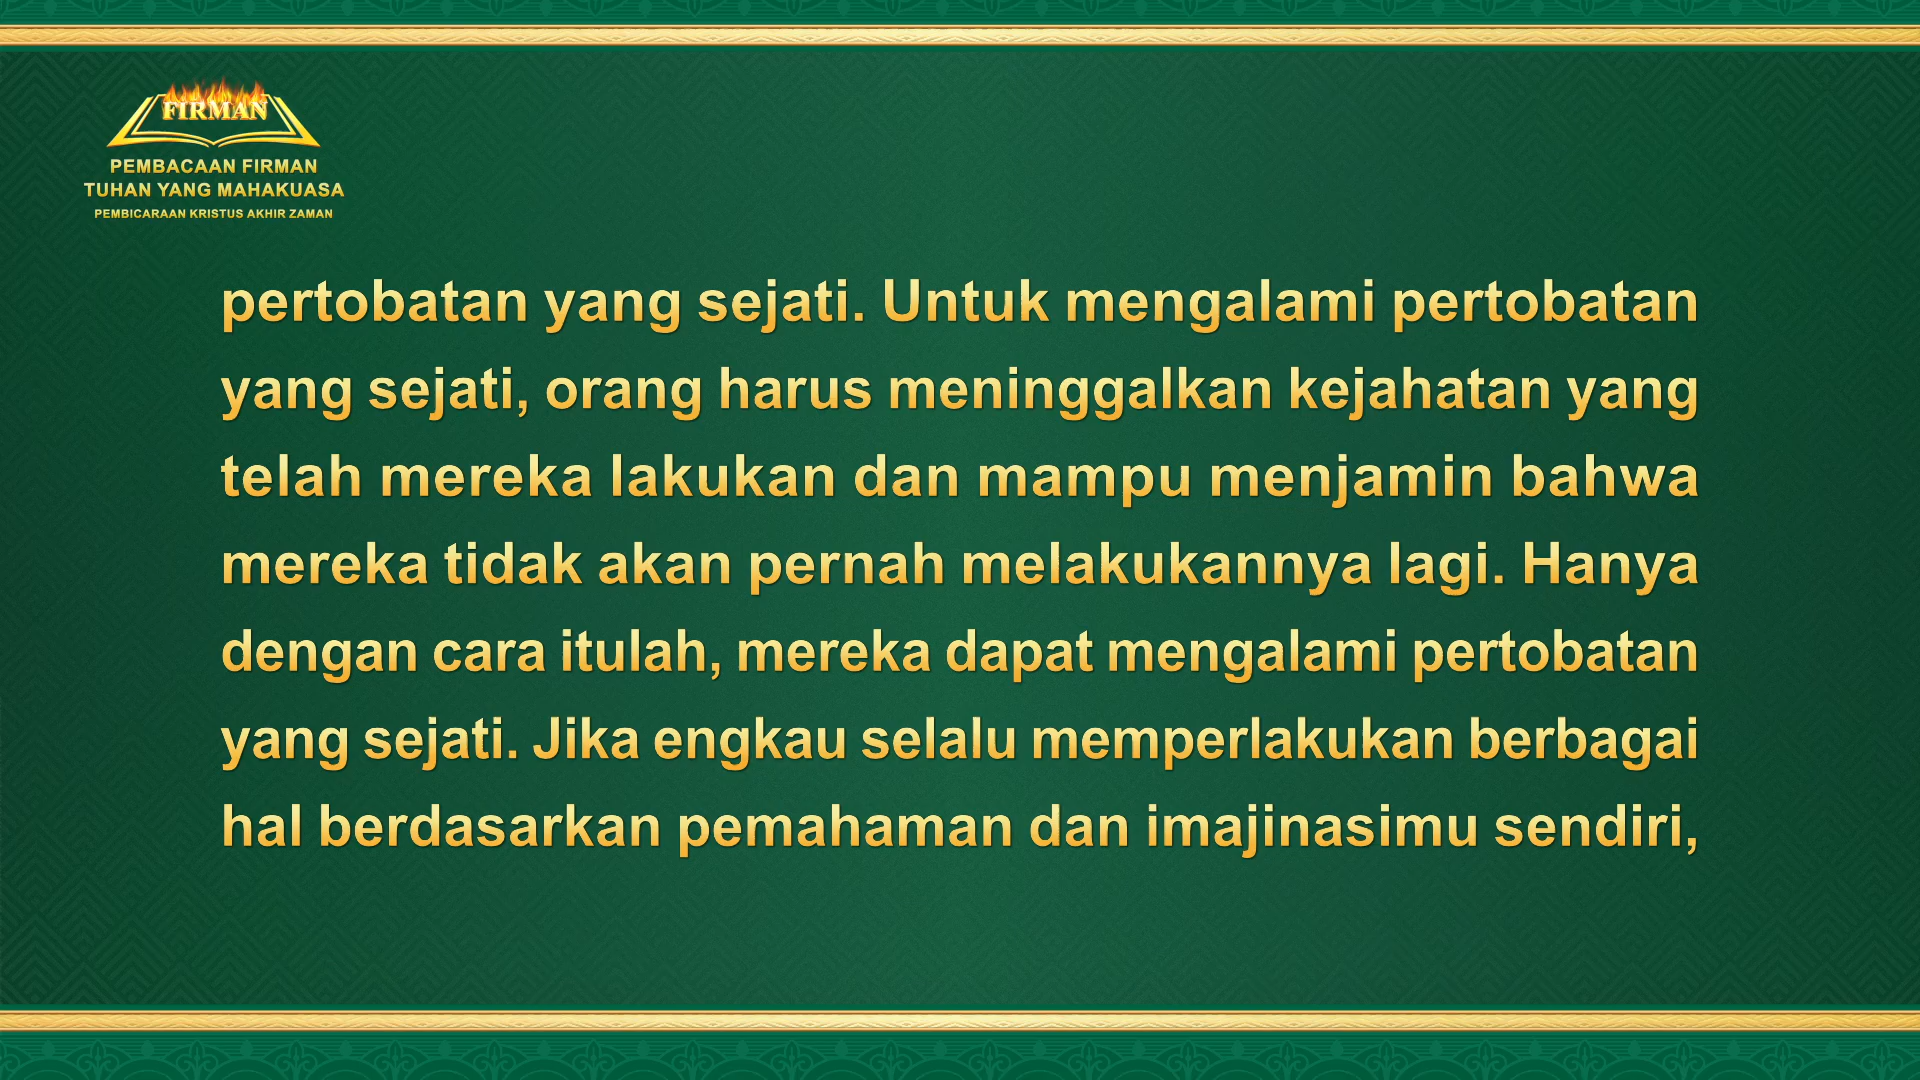 FIRMAN
PEMBACAAN FIRMAN
TUHAN YANG MAHAKUASA
PEMBICARAAN KRISTUS AKHIR ZAMAN
pertobatan yang sejati. Untuk mengalami pertobatan
yang sejati, orang harus meninggalkan kejahatan yang
telah mereka lakukan dan mampu menjamin bahwa
mereka tidak akan pernah melakukannya lagi. Hanya
dengan cara itulah, mereka dapat mengalami pertobatan
yang sejati. Jika engkau selalu memperlakukan berbagai
hal berdasarkan pemahaman dan imajinasimu sendiri,